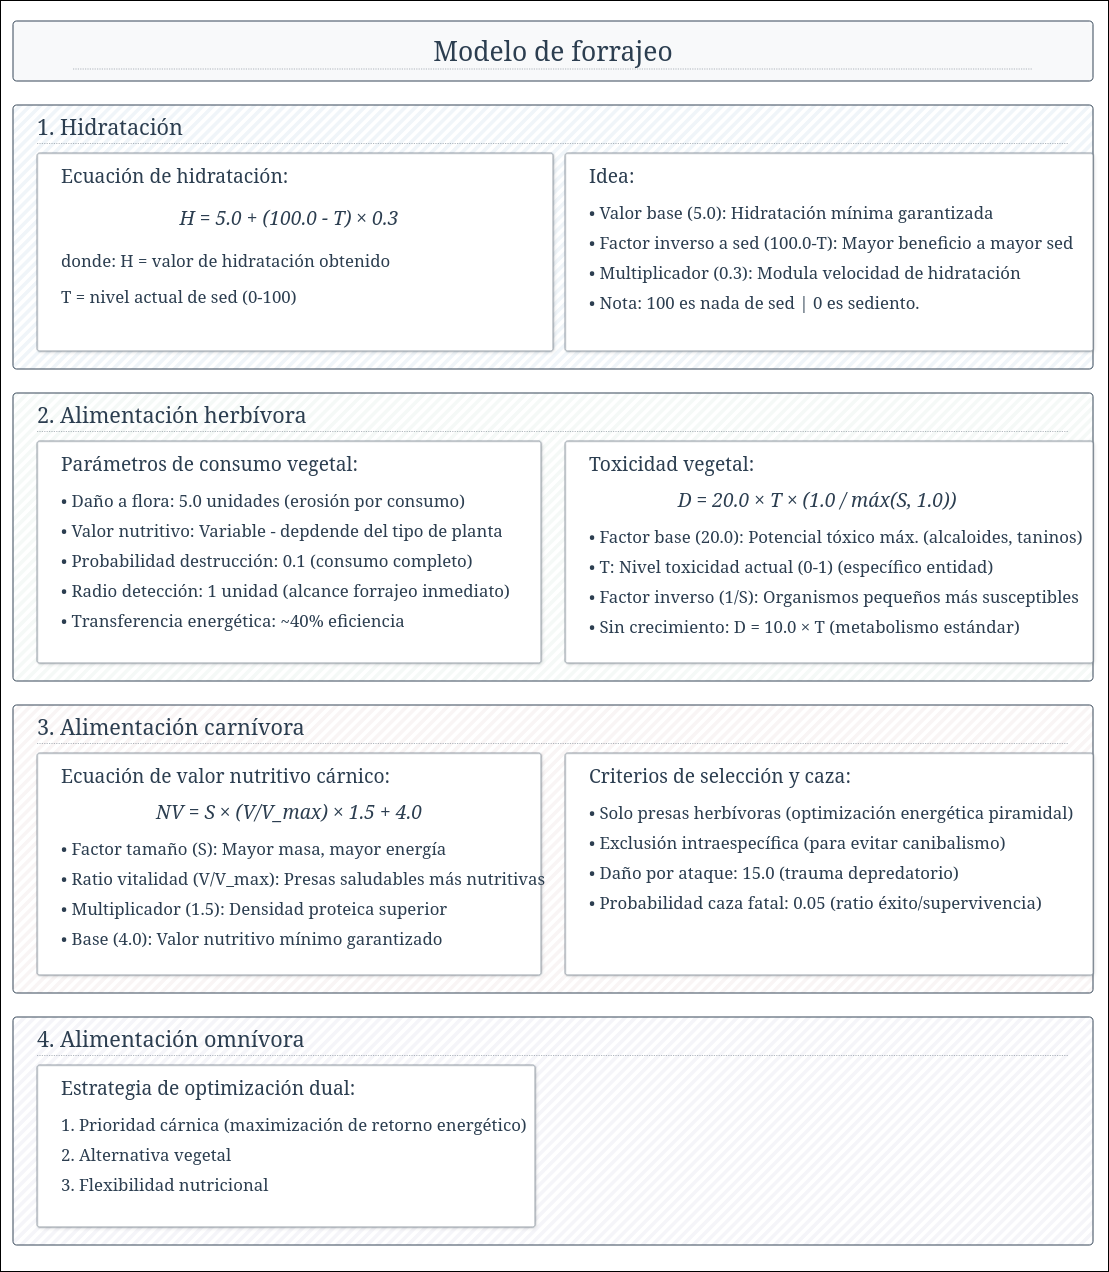 Modelo de forrajeo
1. Hidratación
Ecuación de hidratación:
H = 5.0 + (100.0 - T) × 0.3
donde: H = valor de hidratación obtenido
T = nivel actual de sed (0-100)
Idea:
• Valor base (5.0): Hidratación mínima garantizada
• Factor inverso a sed (100.0-T): Mayor beneficio a mayor sed
• Multiplicador (0.3): Modula velocidad de hidratación
• Nota: 100 es nada de sed | 0 es sediento.
2. Alimentación herbívora
Parámetros de consumo vegetal:
• Daño a flora: 5.0 unidades (erosión por consumo)
• Valor nutritivo: Variable - depdende del tipo de planta
• Probabilidad destrucción: 0.1 (consumo completo)
• Radio detección: 1 unidad (alcance forrajeo inmediato)
• Transferencia energética: ~40% eficiencia
Toxicidad vegetal:
D = 20.0 × T × (1.0 / máx(S, 1.0))
• Factor base (20.0): Potencial tóxico máx. (alcaloides, taninos)
• T: Nivel toxicidad actual (0-1) (específico entidad)
• Factor inverso (1/S): Organismos pequeños más susceptibles
• Sin crecimiento: D = 10.0 × T (metabolismo estándar)
3. Alimentación carnívora
Ecuación de valor nutritivo cárnico:
NV = S × (V/V_max) × 1.5 + 4.0
• Factor tamaño (S): Mayor masa, mayor energía
• Ratio vitalidad (V/V_max): Presas saludables más nutritivas
• Multiplicador (1.5): Densidad proteica superior
• Base (4.0): Valor nutritivo mínimo garantizado
Criterios de selección y caza:
• Solo presas herbívoras (optimización energética piramidal)
• Exclusión intraespecífica (para evitar canibalismo)
• Daño por ataque: 15.0 (trauma depredatorio)
• Probabilidad caza fatal: 0.05 (ratio éxito/supervivencia)
4. Alimentación omnívora
Estrategia de optimización dual:
1. Prioridad cárnica (maximización de retorno energético)
2. Alternativa vegetal
3. Flexibilidad nutricional